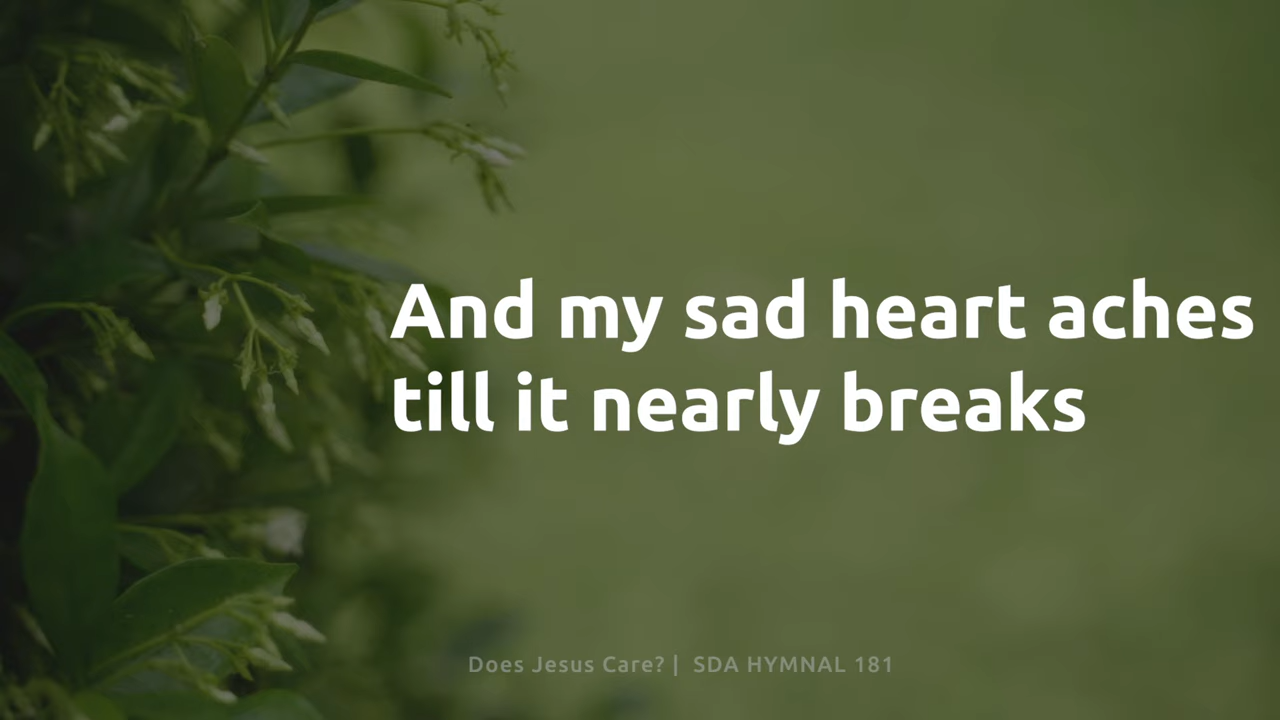 And my sad heart aches
till it nearly breaks
Does Jesus Care? | SDA HYMNAL 181